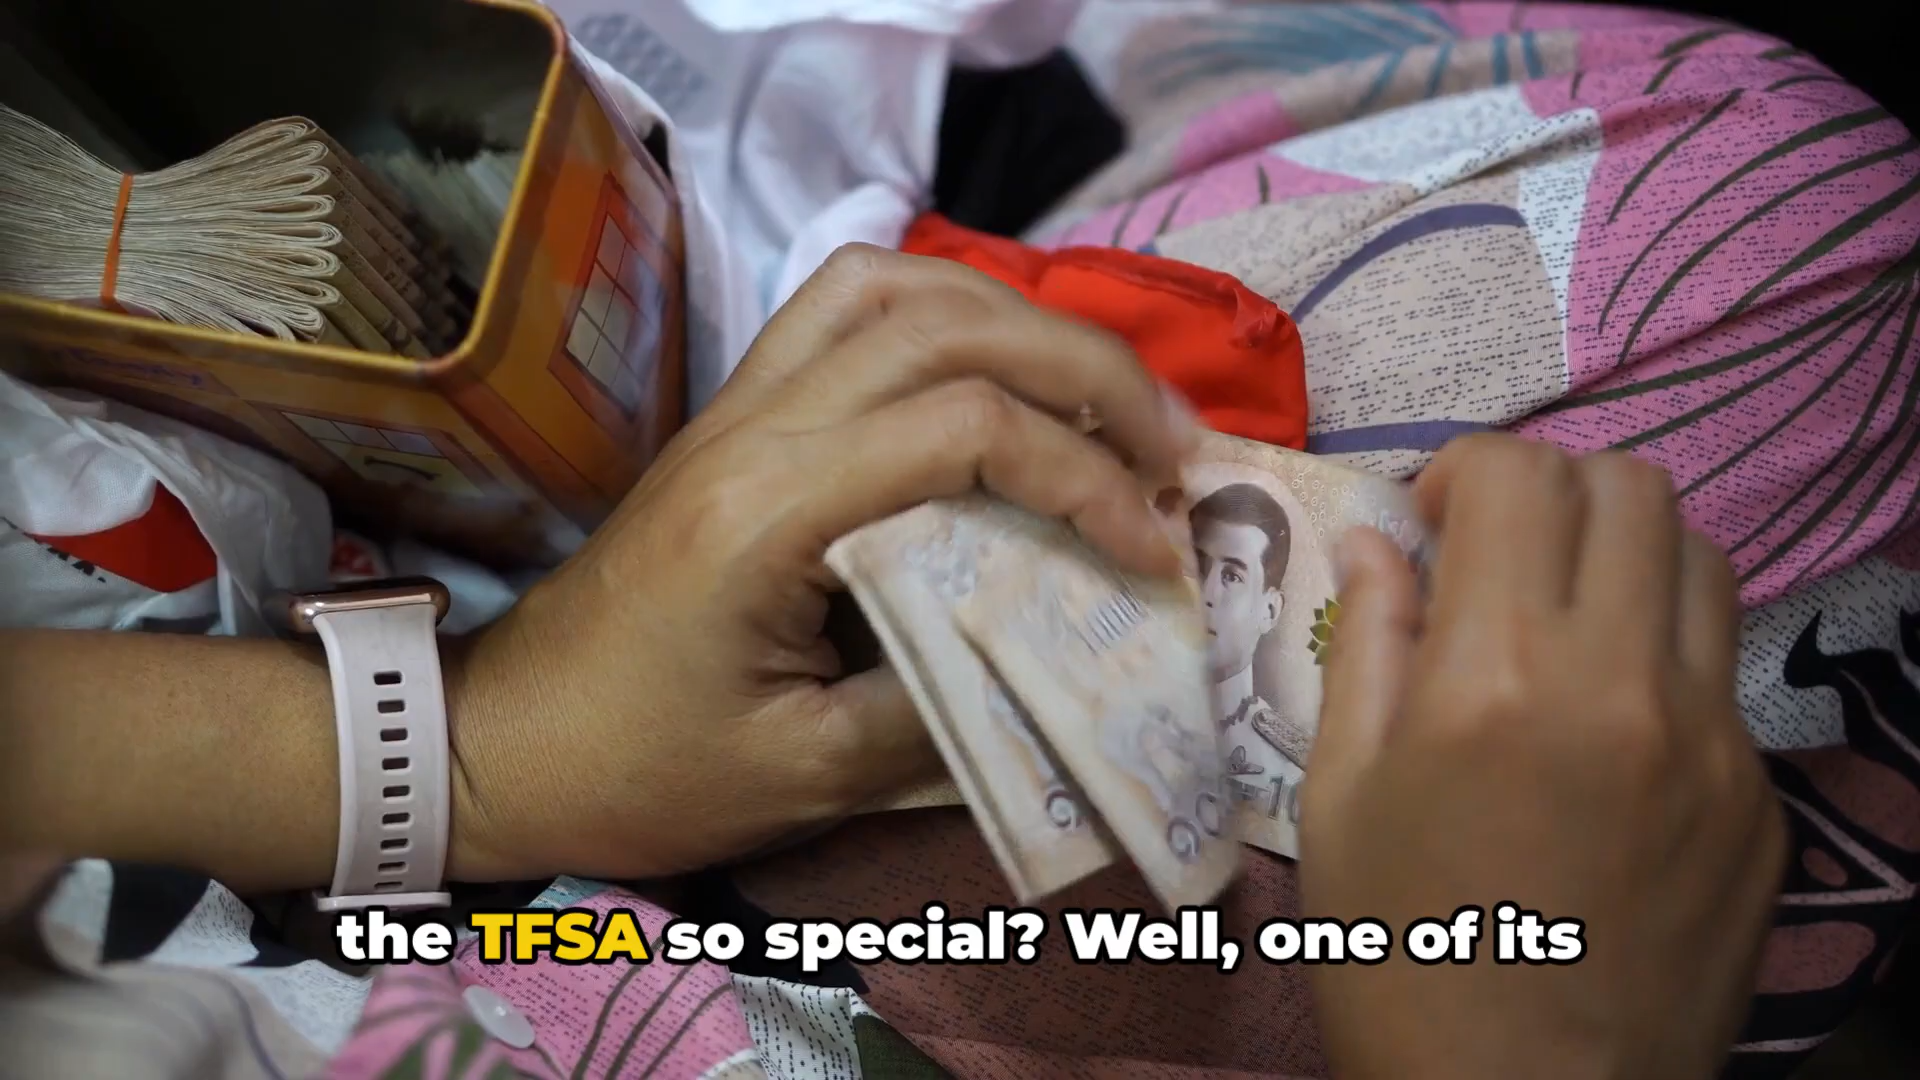 the TFSA so special? Well, one of its